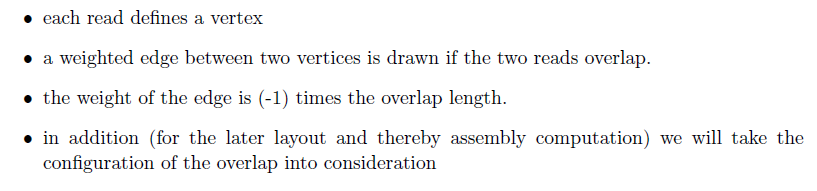 • each read defines a vertex
• a weighted edge between two vertices is drawn if the two reads overlap.
• the weight of the edge is (-1) times the overlap length.
• in addition (for the later layout and thereby assembly computation) we will take the
configuration of the overlap into consideration